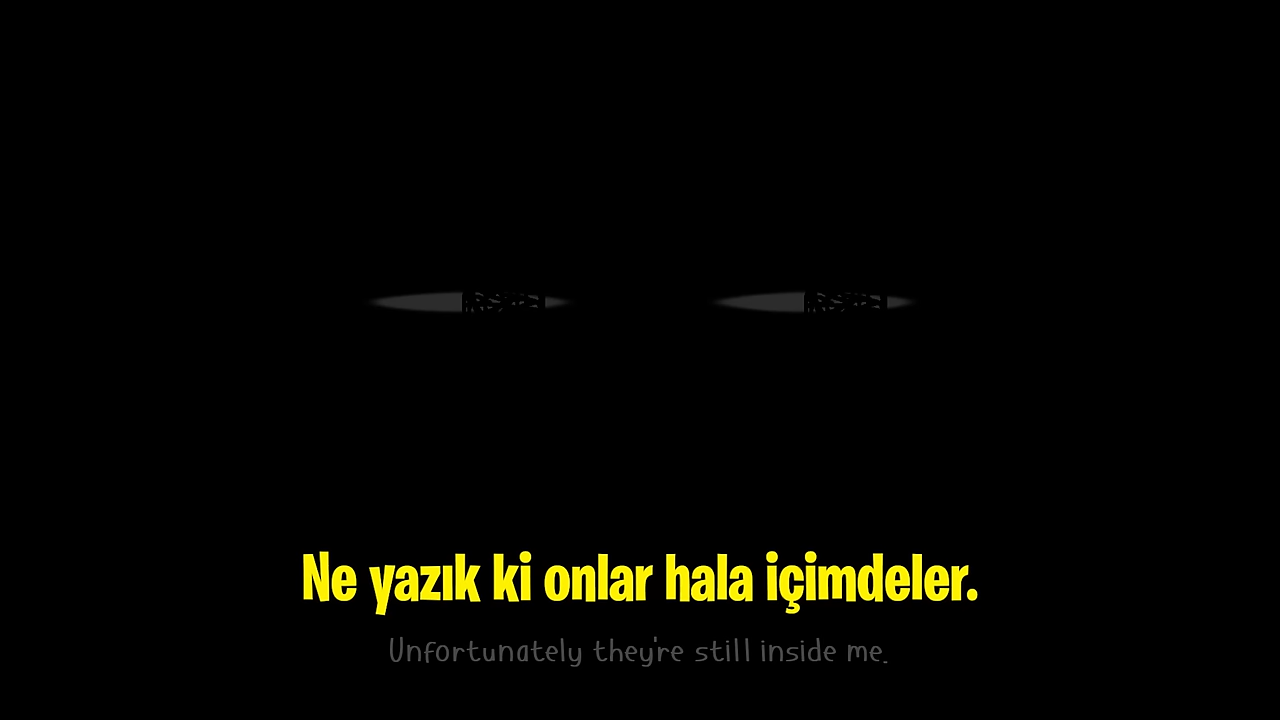 Ne yazık ki onlar hala içimdeler.
Unfortunately they're still inside me.